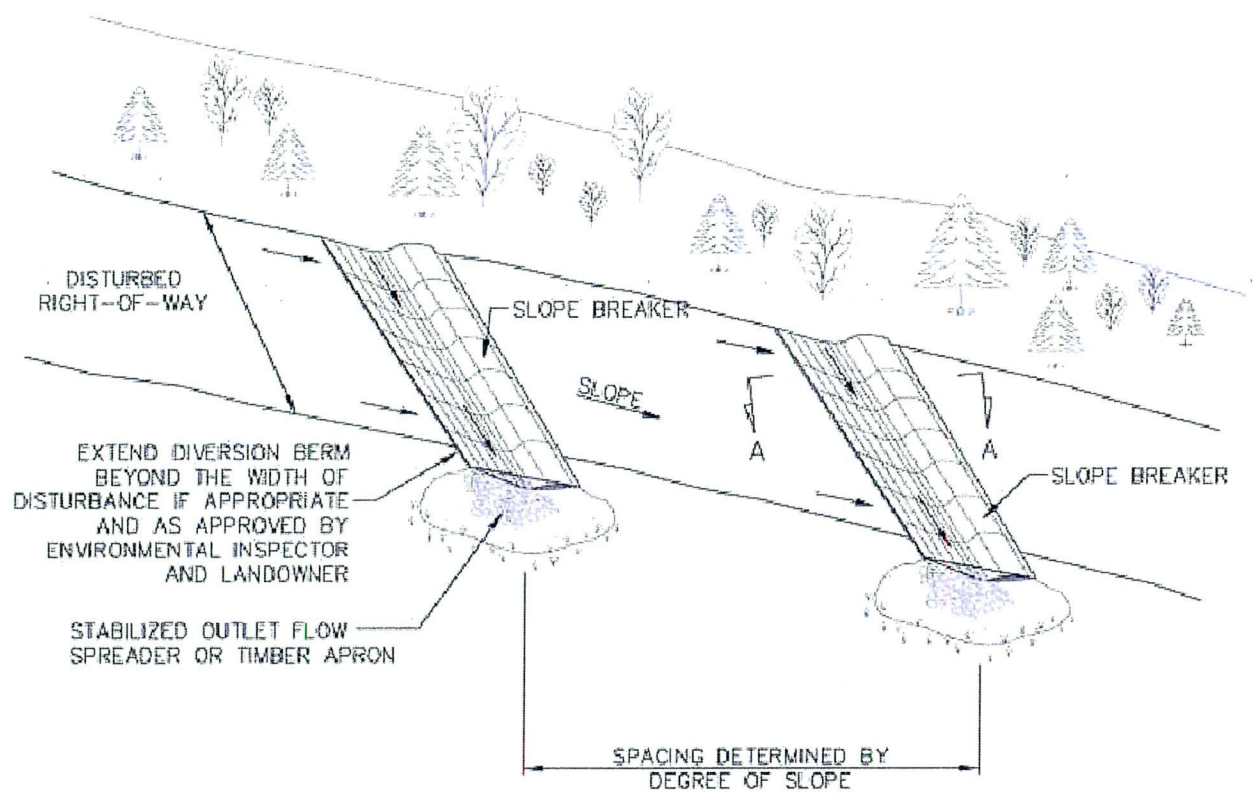 DISTURBED
RIGHT-OF-WAY
SLOPE BREAKER
SLOPE
A
A
SLOPE BREAKER
EXTEND DIVERSION BERM
BEYOND THE WIDTH OF
DISTURBANCE IF APPROPRIATE
AND AS APPROVED BY
ENVIRONMENTAL INSPECTOR
AND LANDOWNER
STABILIZED OUTLET FLOW
SPREADER OR TIMBER APRON
SPACING DETERMINED BY
DEGREE OF SLOPE